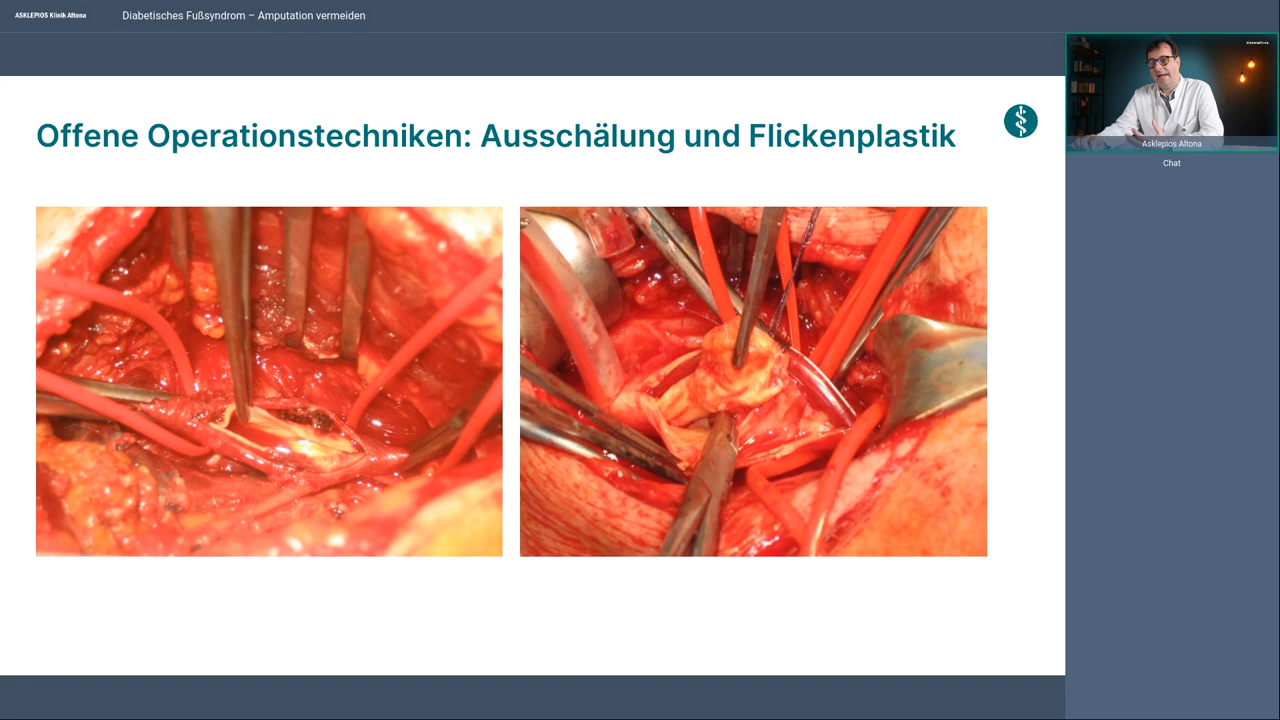 ASKLEPIOS Klinik Altona
Diabetisches Fußsyndrom – Amputation vermeiden
Offene Operationstechniken: Ausschälung und Flickenplastik
Asklepios Altona
Chat